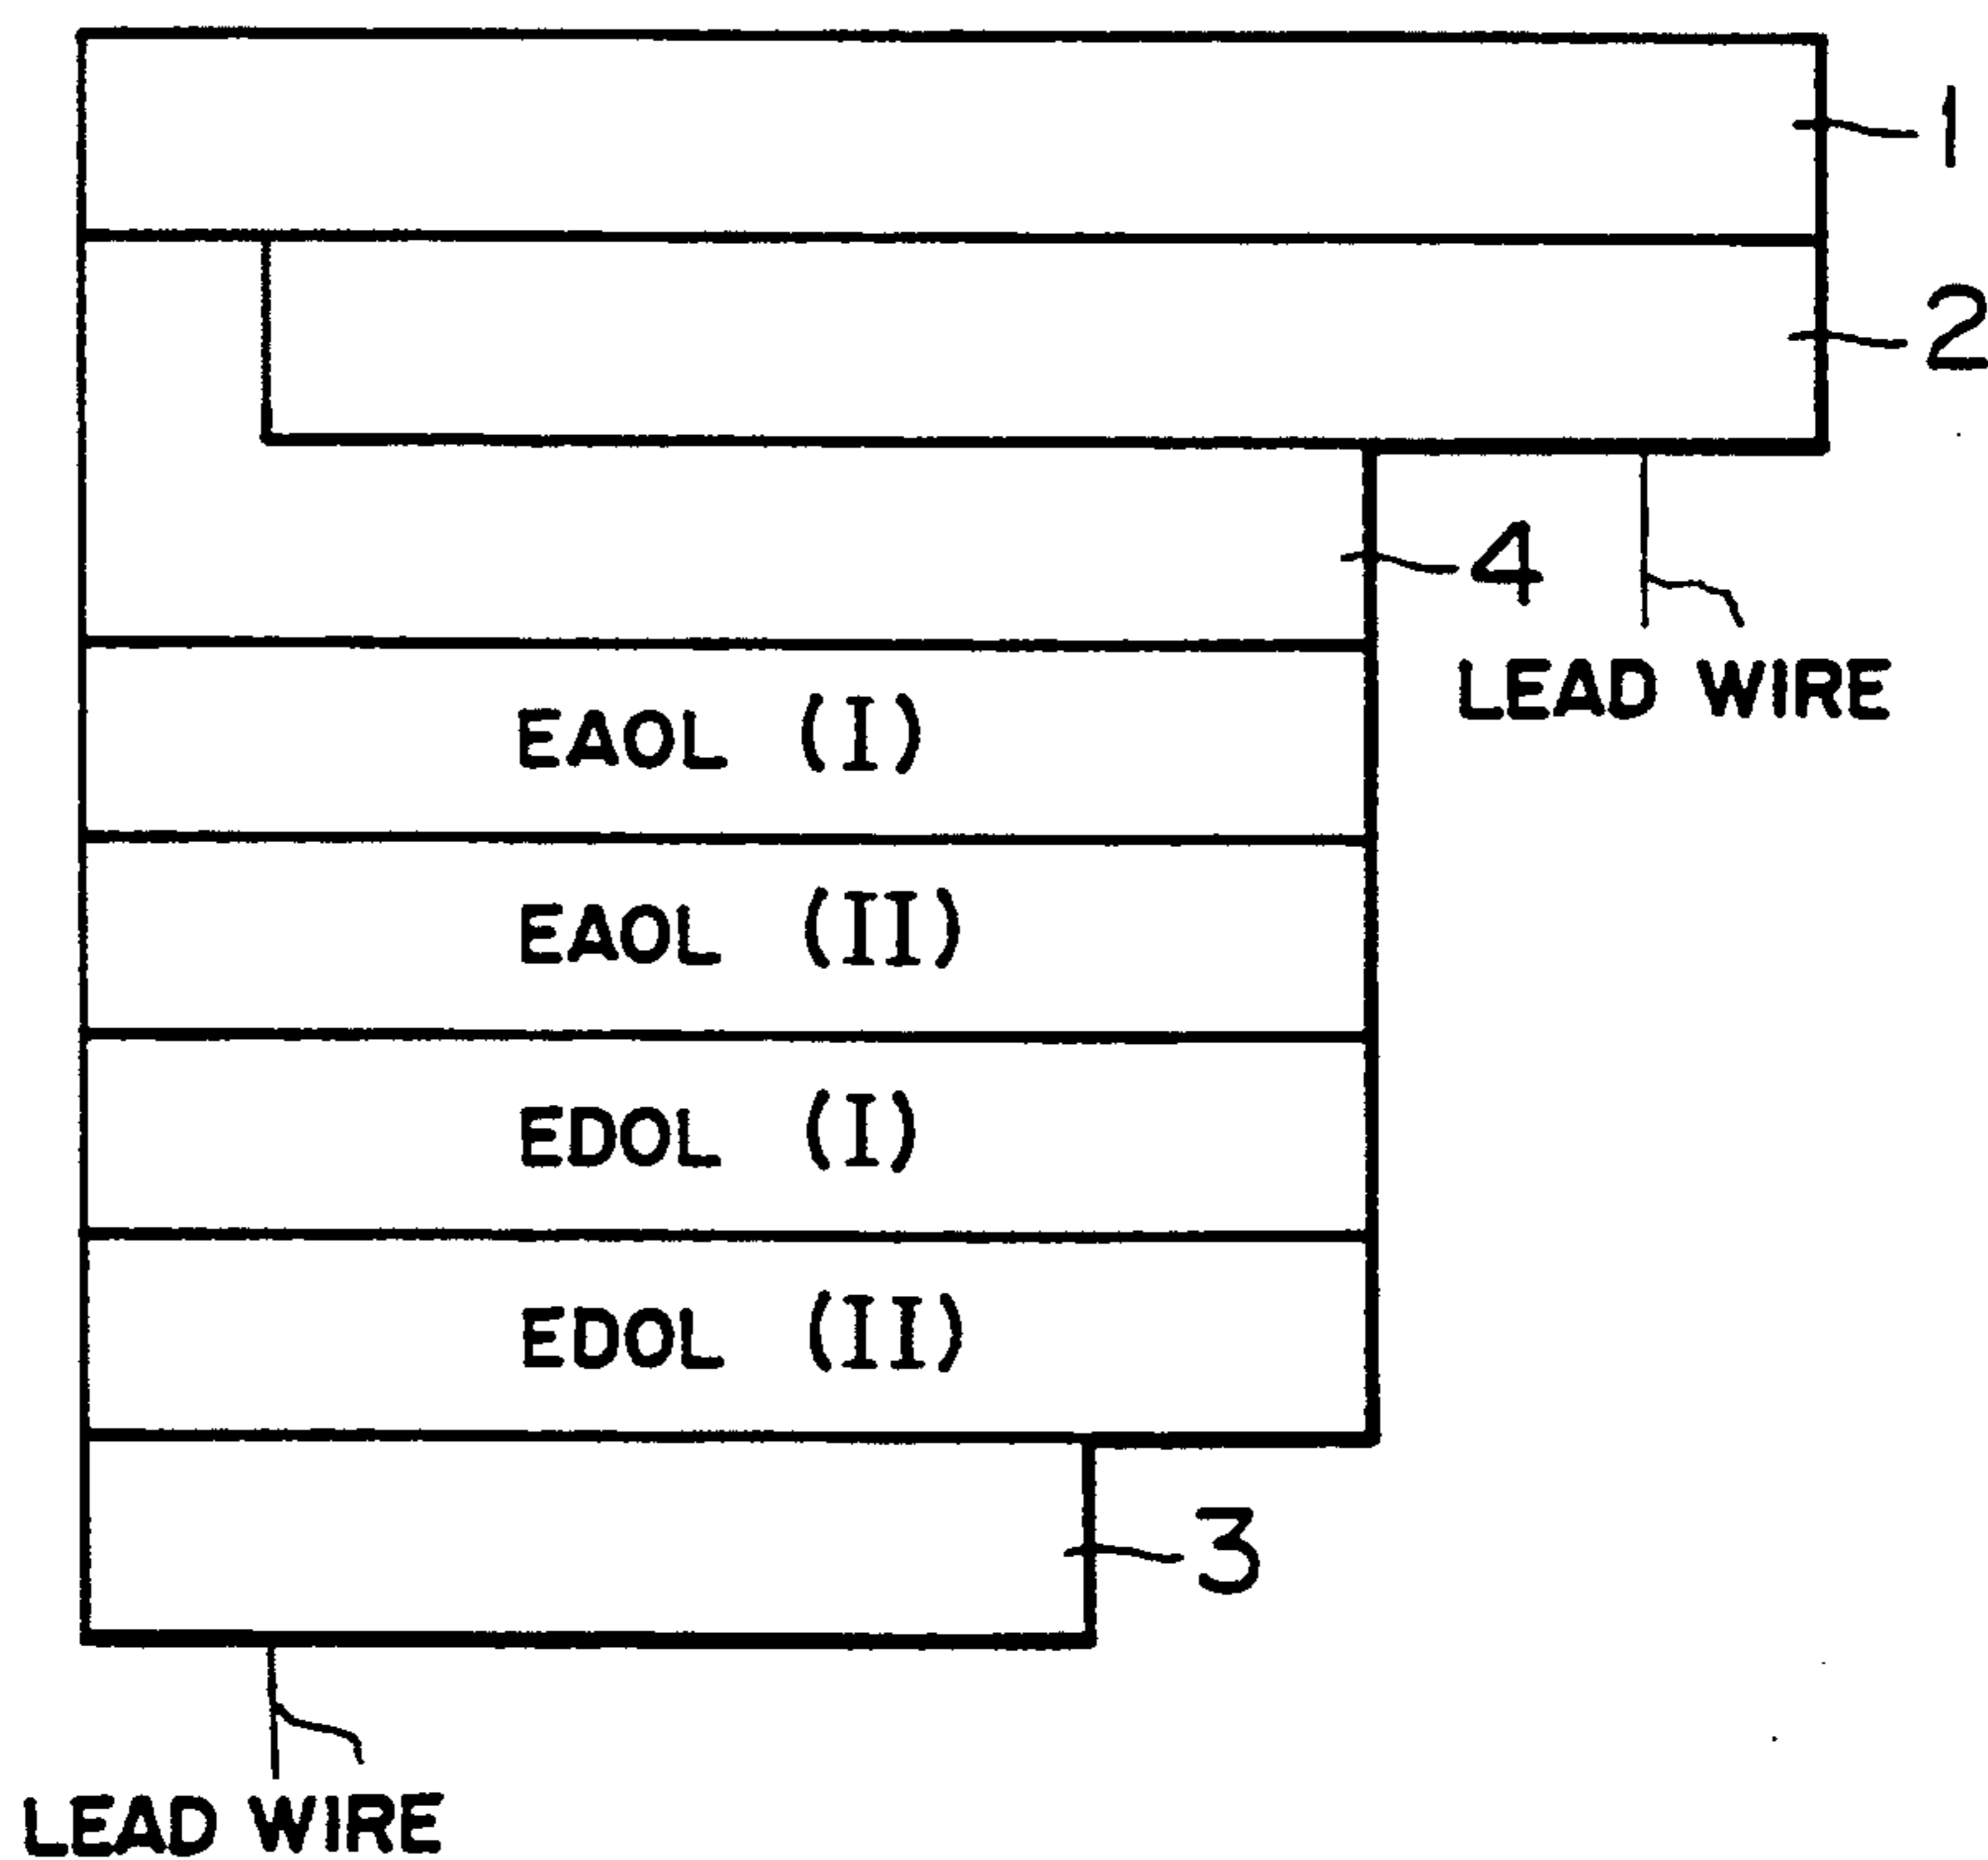 1
2
4
LEAD WIRE
EAOL (I)
EAOL (II)
EDOL (I)
EDOL (II)
3
LEAD WIRE